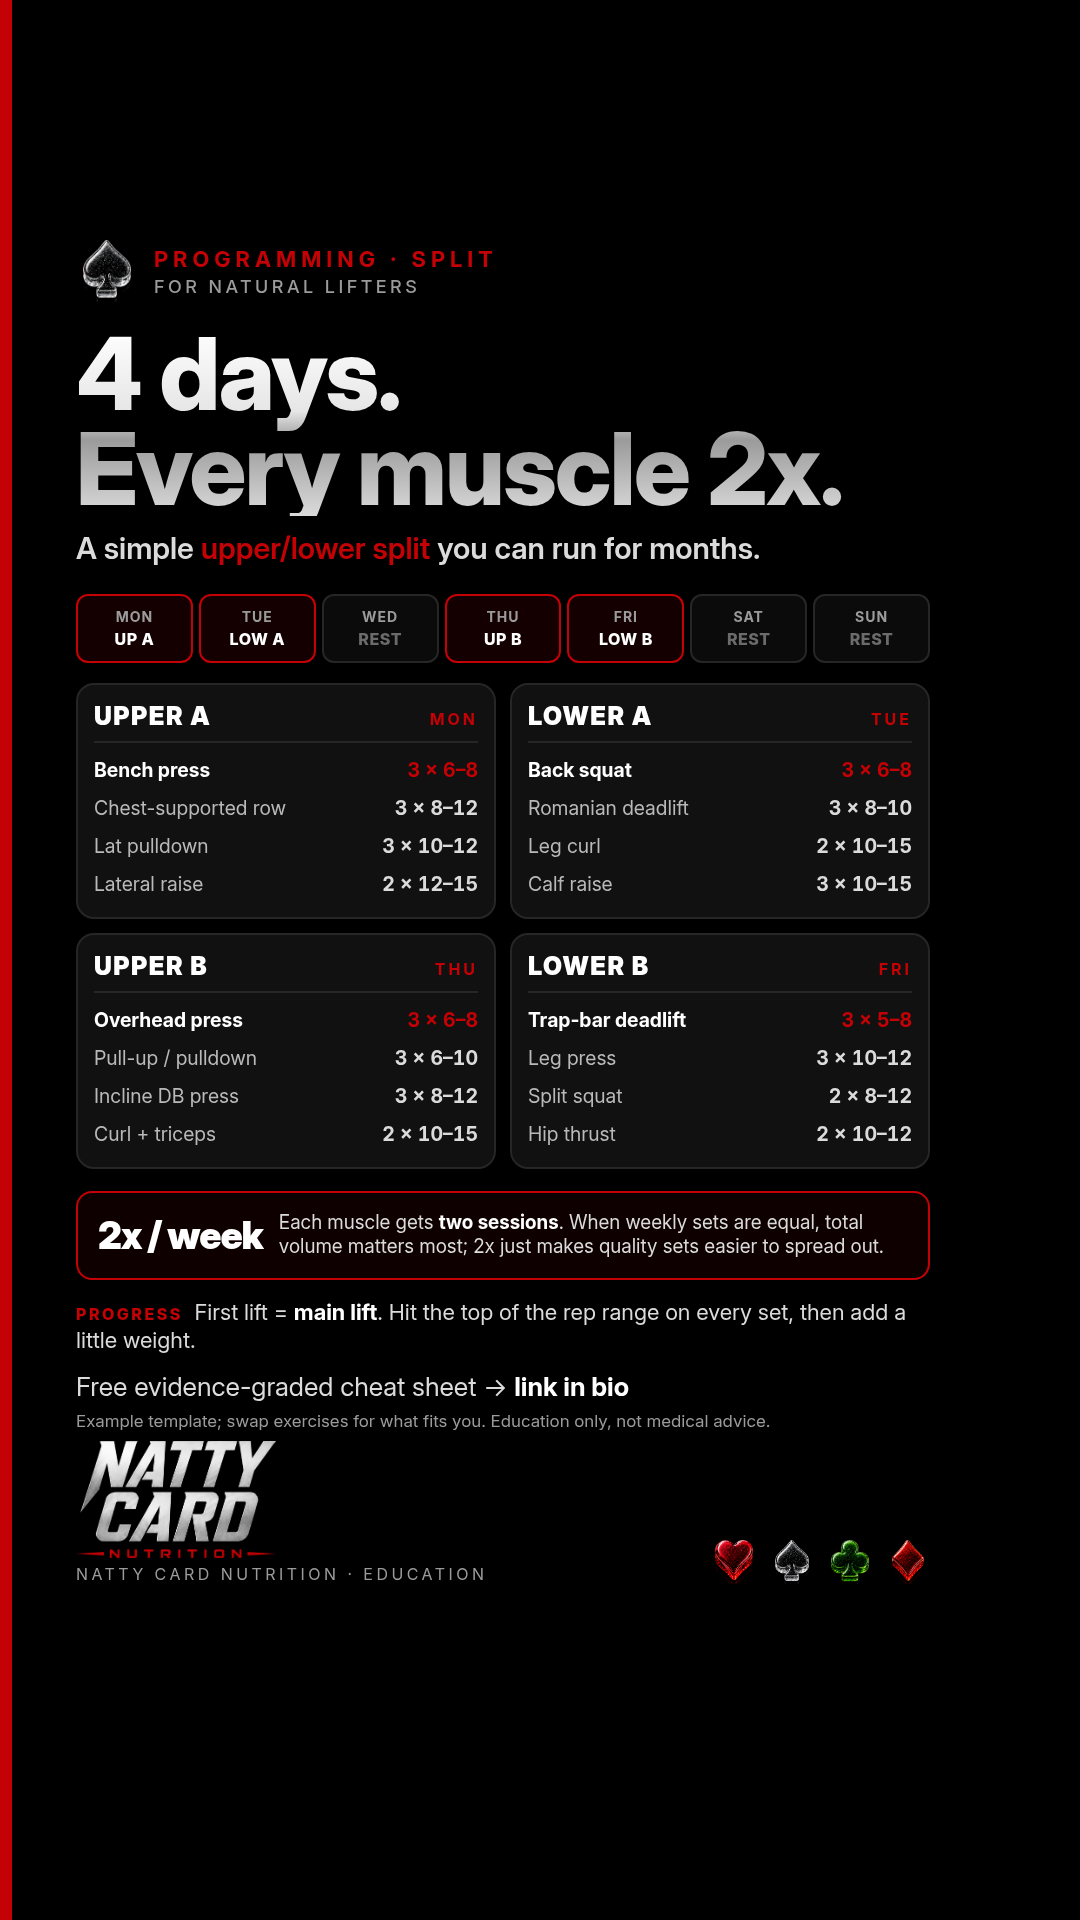 PROGRAMMING · SPLIT
FOR NATURAL LIFTERS
4 days.
Every muscle 2x.
A simple upper/lower split you can run for months.
MON TUE WED THU FRI SAT SUN
UP A LOW A REST UP B LOW B REST REST
UPPER A MON
Bench press 3 × 6–8
Chest-supported row 3 × 8–12
Lat pulldown 3 × 10–12
Lateral raise 2 × 12–15
LOWER A TUE
Back squat 3 × 6–8
Romanian deadlift 3 × 8–10
Leg curl 2 × 10–15
Calf raise 3 × 10–15
UPPER B THU
Overhead press 3 × 6–8
Pull-up / pulldown 3 × 6–10
Incline DB press 3 × 8–12
Curl + triceps 2 × 10–15
LOWER B FRI
Trap-bar deadlift 3 × 5–8
Leg press 3 × 10–12
Split squat 2 × 8–12
Hip thrust 2 × 10–12
2x / week
Each muscle gets two sessions. When weekly sets are equal, total
volume matters most; 2x just makes quality sets easier to spread out.
PROGRESS First lift = main lift. Hit the top of the rep range on every set, then add a
little weight.
Free evidence-graded cheat sheet → link in bio
Example template; swap exercises for what fits you. Education only, not medical advice.
NATTY
CARD
NUTRITION
NATTY CARD NUTRITION · EDUCATION